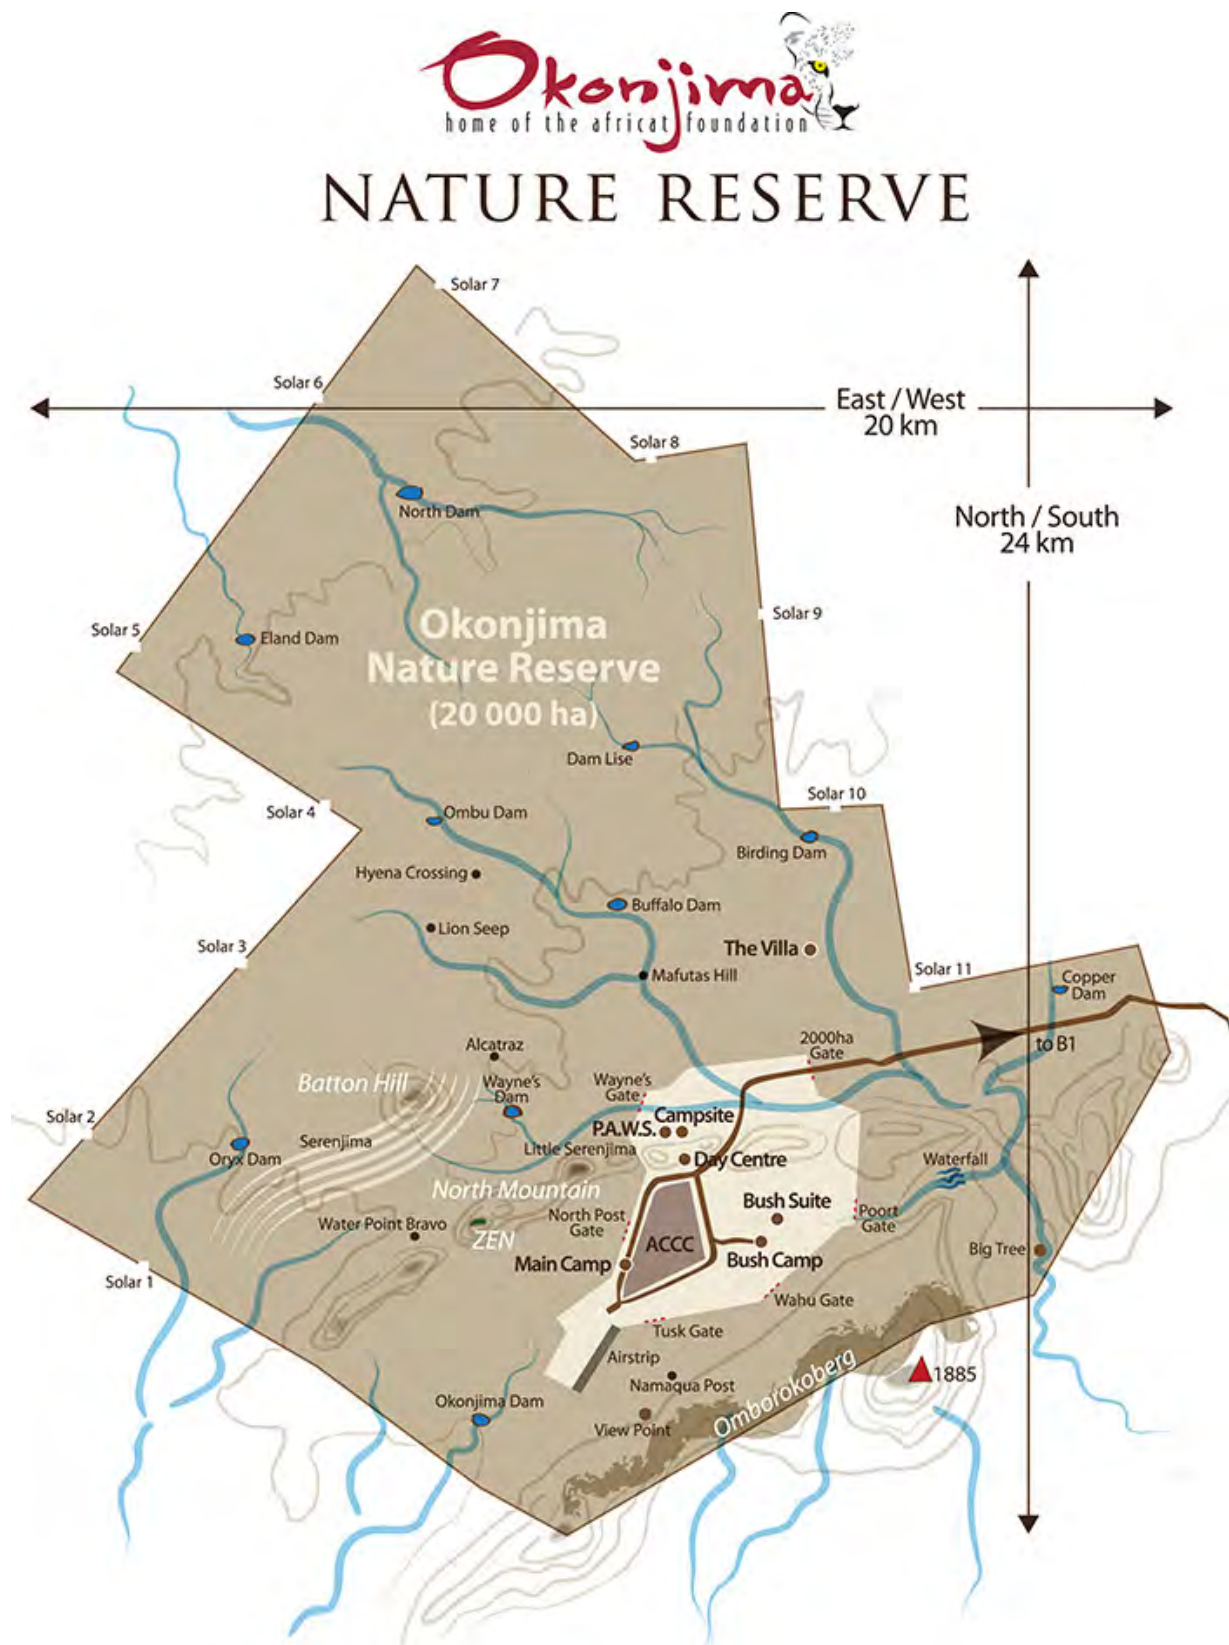 Okonjima
home of the africat foundation
NATURE RESERVE
Solar 7
Solar 6
East / West
20 km
Solar 8
North Dam
North / South
24 km
Solar 9
Okonjima
Nature Reserve
(20 000 ha)
Solar 5
Eland Dam
Dam Lise
Solar 10
Solar 4
Ombu Dam
Birding Dam
Hyena Crossing
Buffalo Dam
Lion Seep
Solar 3
The Villa
Mafutas Hill
Solar 11
Copper
Dam
Alcatraz
2000ha
Gate
to B1
Batton Hill
Wayne's
Dam
Wayne's
Gate
Solar 2
Campsite
P.A.W.S.
Serenjima
Little Serenjima
Oryx Dam
Day Centre
Waterfall
North Mountain
Bush Suite
Water Point Bravo
North Post
Gate
Poort
Gate
ZEN
ACCC
Big Tree
Main Camp
Bush Camp
Solar 1
Wahu Gate
Tusk Gate
Airstrip
Namaqua Post
Omborokoberg
1885
Okonjima Dam
View Point